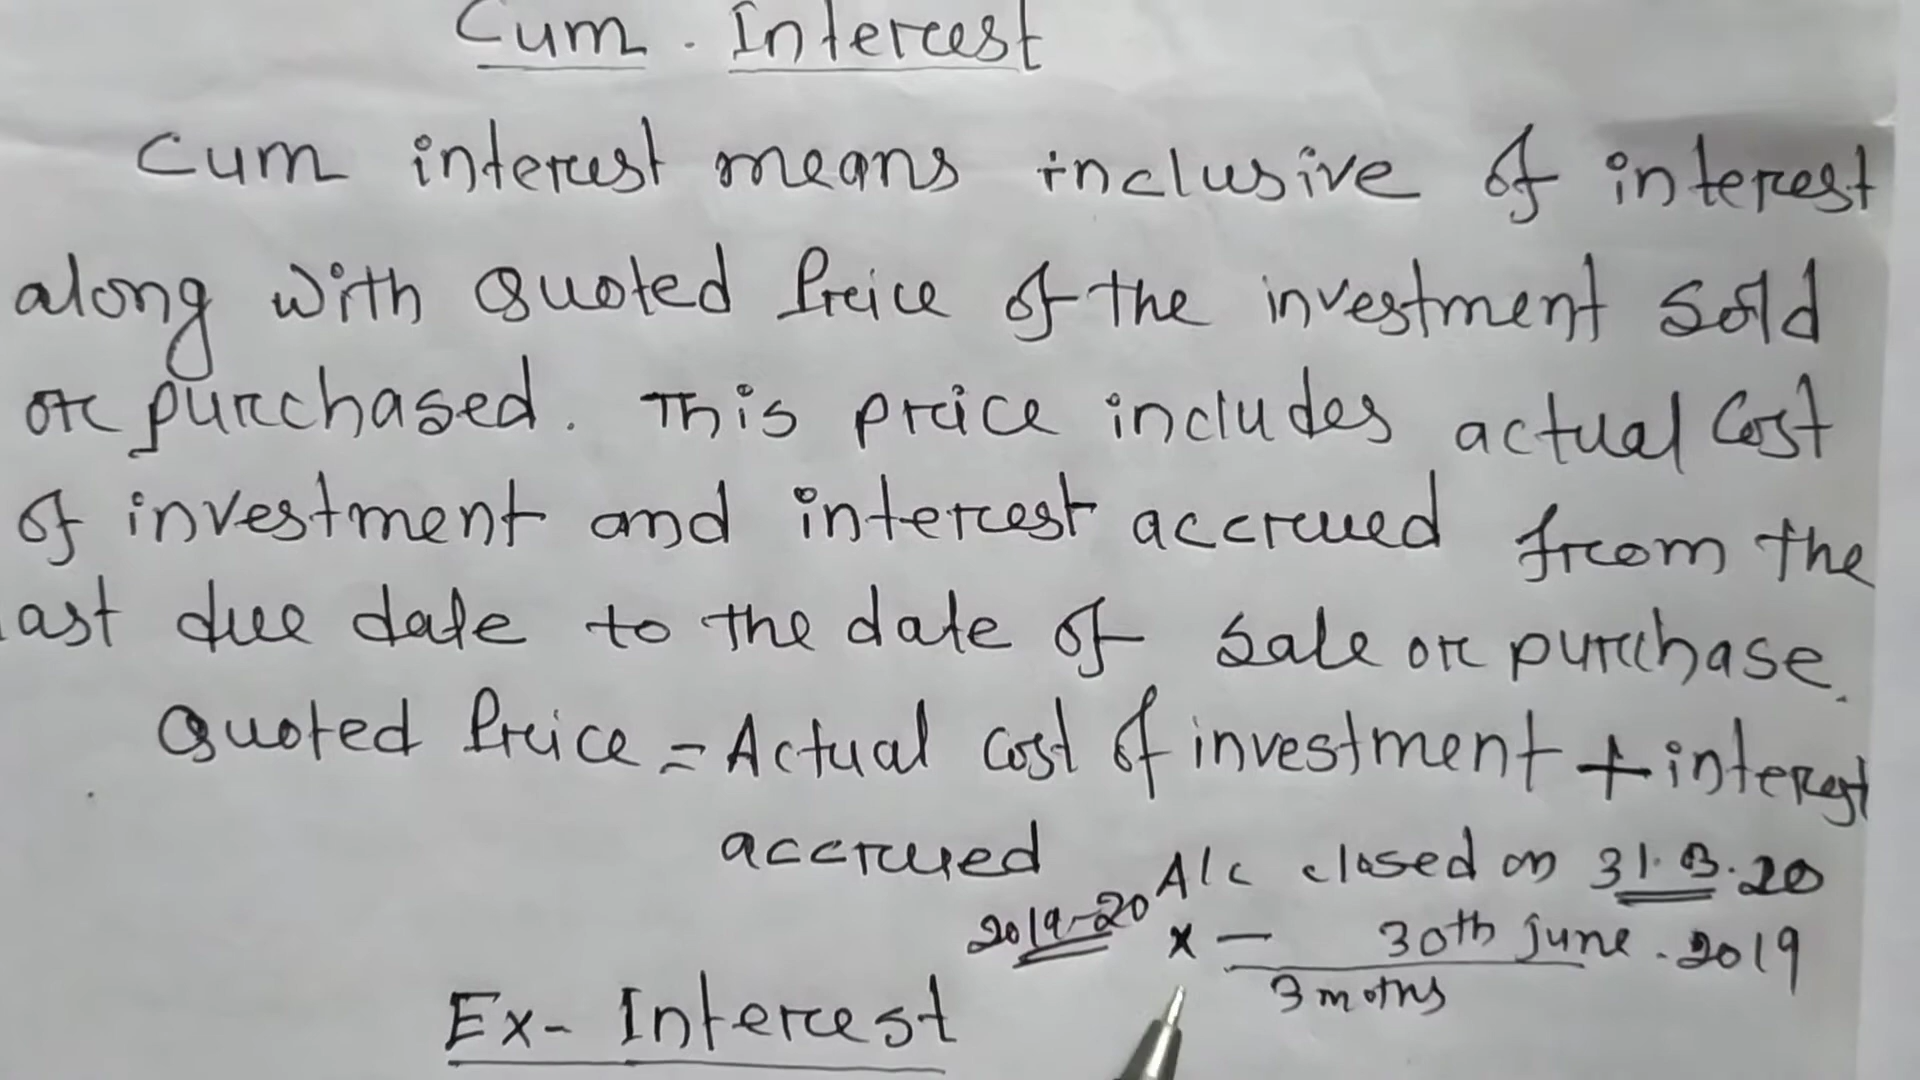 Cum - Interest
Cum interest means inclusive of interest
along with Quoted Price of the investment sold
or purchased. This price includes actual cost
of investment and interest accrued from the
last due date to the date of sale or purchase.
Quoted Price = Actual cost of investment + interest
accrued
A/c closed on 31.3.20
2019-20
x — 30th june. 2019
3 moths
Ex- Interest